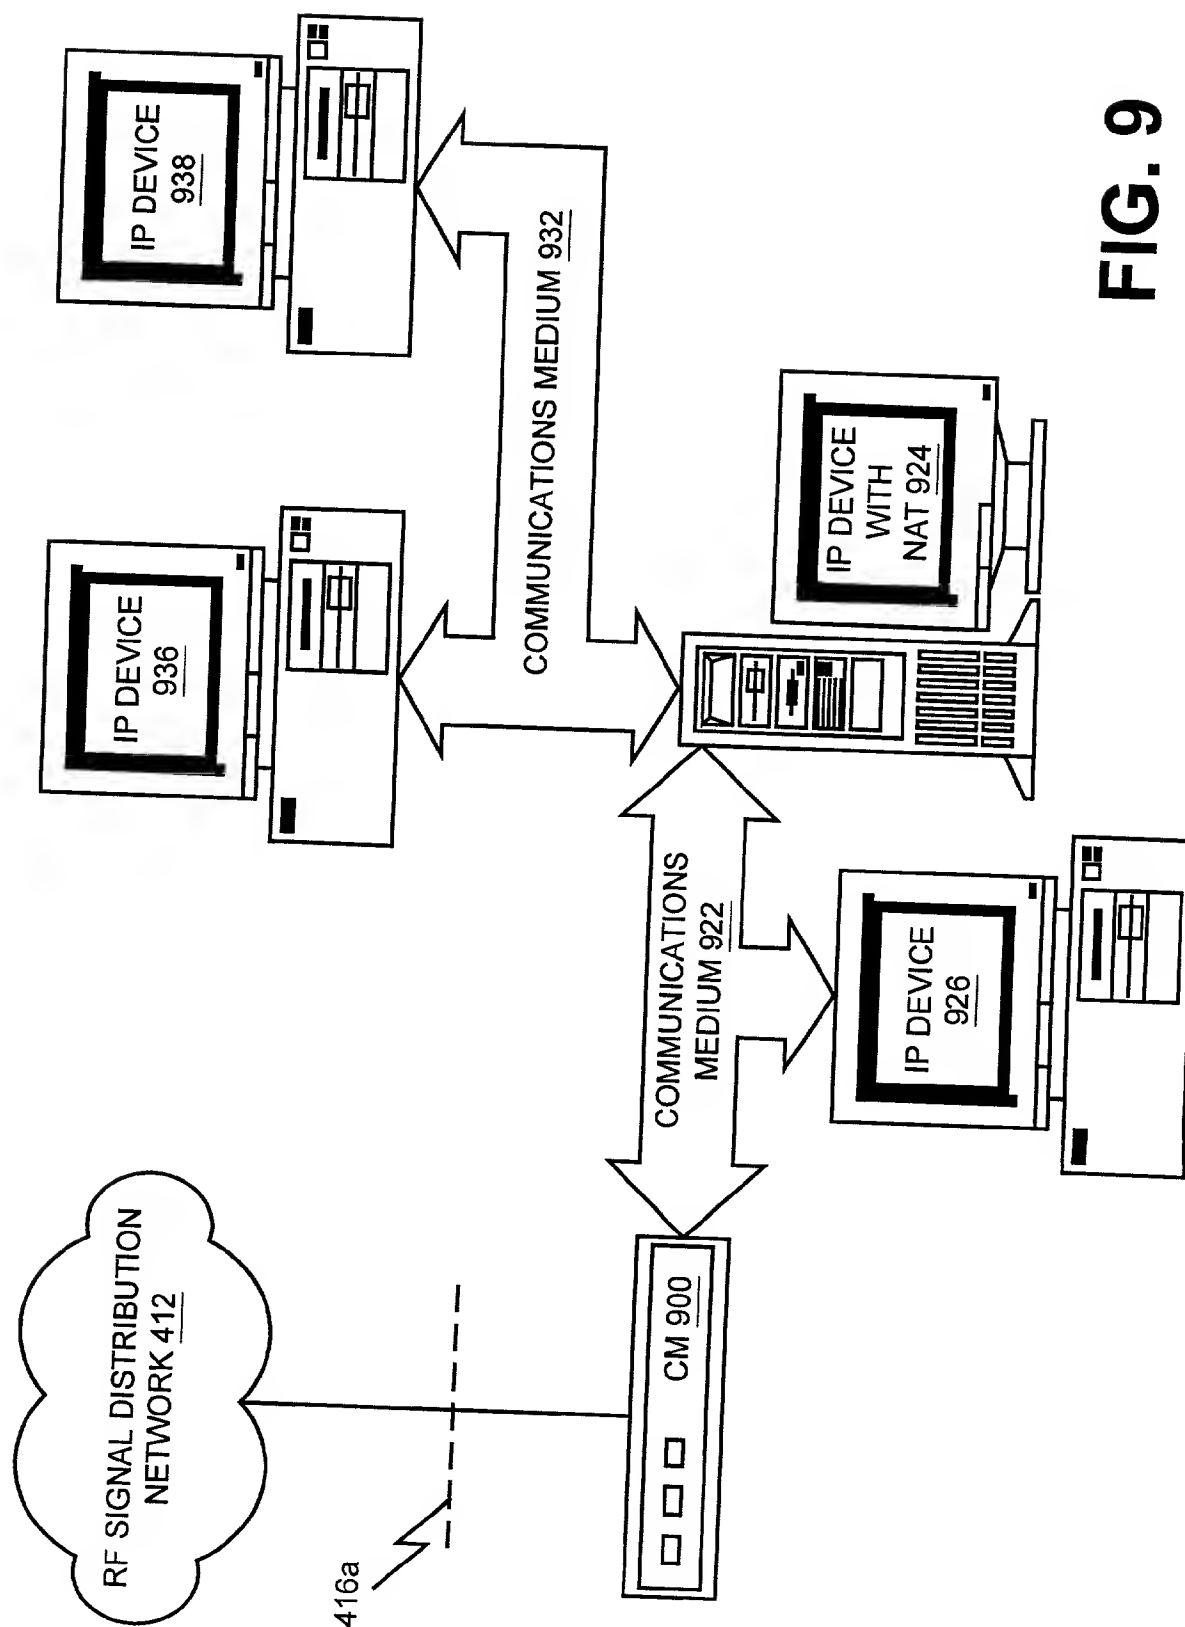 RF SIGNAL DISTRIBUTION
NETWORK 412
416a
CM 900
COMMUNICATIONS
MEDIUM 922
IP DEVICE
926
IP DEVICE
936
IP DEVICE
938
COMMUNICATIONS MEDIUM 932
IP DEVICE
WITH
NAT 924
FIG. 9